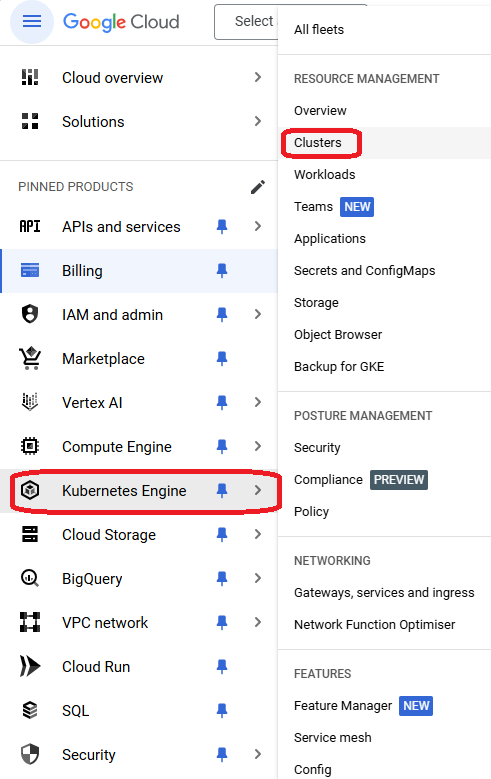 Google Cloud
Select
Cloud overview
Solutions
PINNED PRODUCTS
API APIs and services
Billing
IAM and admin
Marketplace
Vertex AI
Compute Engine
Kubernetes Engine
Cloud Storage
BigQuery
VPC network
Cloud Run
SQL
Security
All fleets
RESOURCE MANAGEMENT
Overview
Clusters
Workloads
Teams NEW
Applications
Secrets and ConfigMaps
Storage
Object Browser
Backup for GKE
POSTURE MANAGEMENT
Security
Compliance PREVIEW
Policy
NETWORKING
Gateways, services and ingress
Network Function Optimiser
FEATURES
Feature Manager NEW
Service mesh
Config